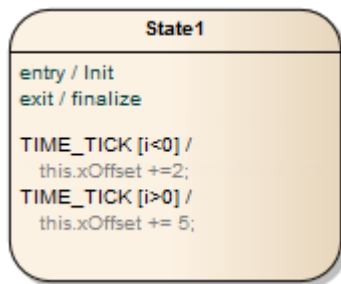 State1
entry / Init
exit / finalize
TIME_TICK [i<0] /
this.xOffset +=2;
TIME_TICK [i>0] /
this.xOffset += 5;